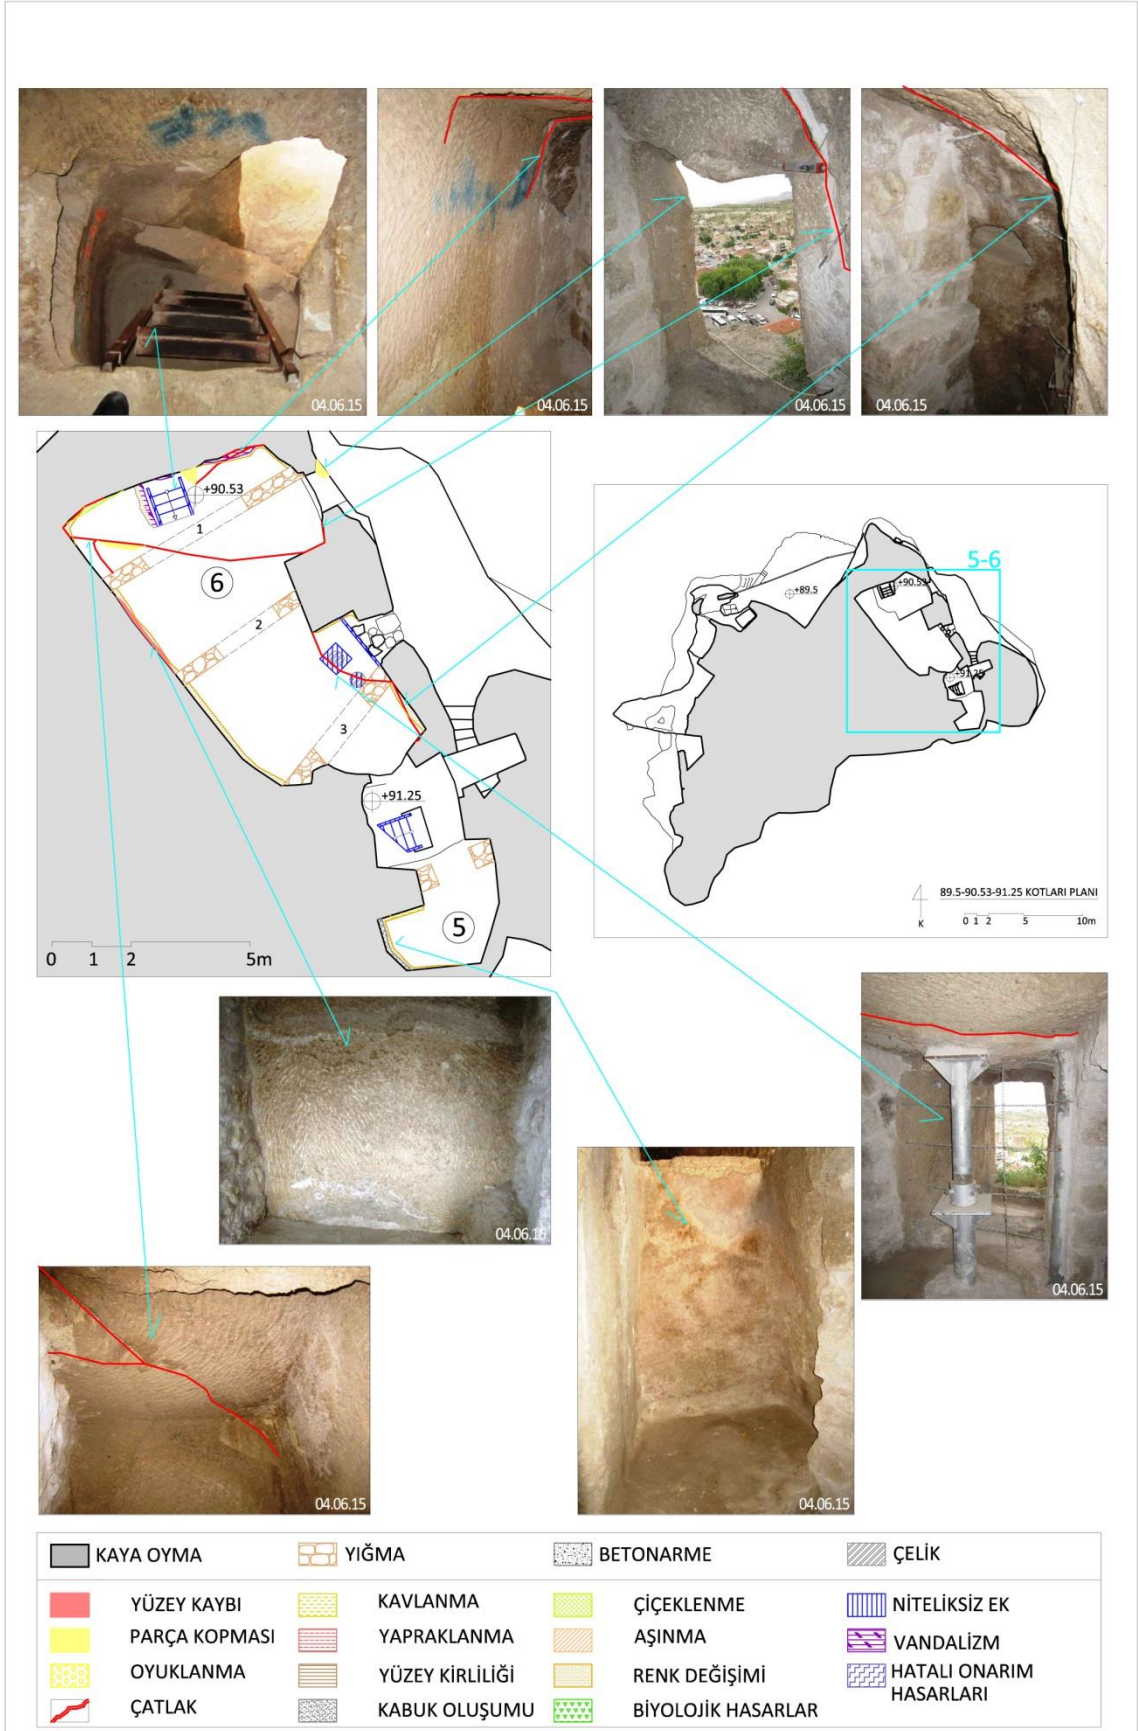 04.06.15
04.06.15
04.06.15
04.06.15
+90.53
1
6
2
3
+91.25
5
0 1 2 5m
5-6
+89.5
+90.53
+91.25
89.5-90.53-91.25 KOTLARI PLANI
K
0 1 2 5 10m
04.06.15
04.06.15
04.06.15
04.06.15
KAYA OYMA
YIĞMA
BETONARME
ÇELİK
YÜZEY KAYBI
KAVLANMA
ÇİÇEKLENME
NİTELİKSİZ EK
PARÇA KOPMASI
YAPRAKLANMA
AŞINMA
VANDALİZM
OYUKLANMA
YÜZEY KİRLİLİĞİ
RENK DEĞİŞİMİ
HATALI ONARIM
HASARLARI
ÇATLAK
KABUK OLUŞUMU
BİYOLOJİK HASARLAR